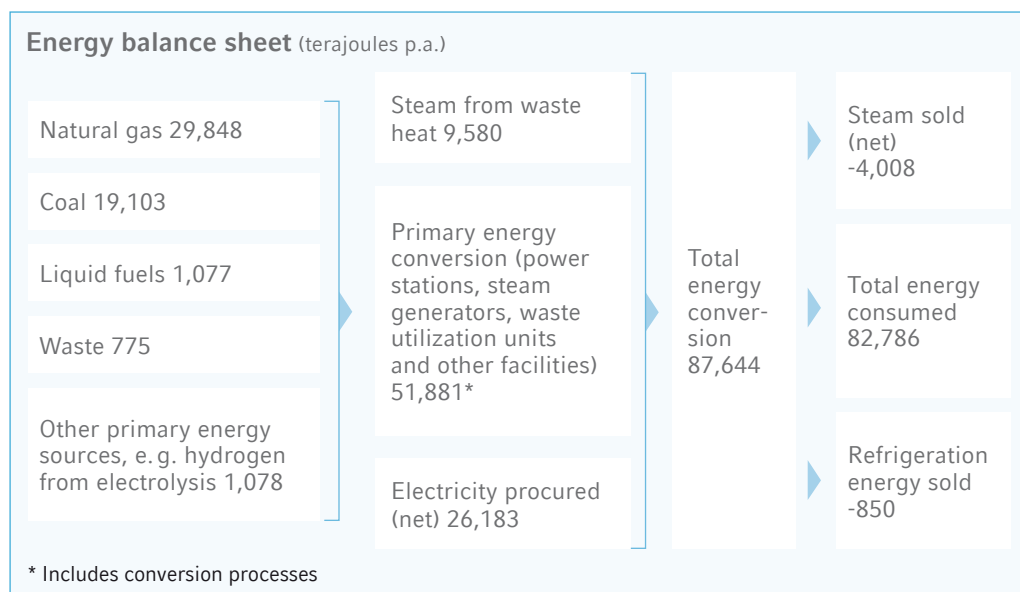 Energy balance sheet (terajoules p.a.)
Natural gas 29,848
Coal 19,103
Liquid fuels 1,077
Waste 775
Other primary energy
sources, e. g. hydrogen
from electrolysis 1,078
Steam from waste
heat 9,580
Primary energy
conversion (power
stations, steam
generators, waste
utilization units
and other facilities)
51,881*
Electricity procured
(net) 26,183
Total
energy
conver-
sion
87,644
Steam sold
(net)
-4,008
Total energy
consumed
82,786
Refrigeration
energy sold
-850
* Includes conversion processes